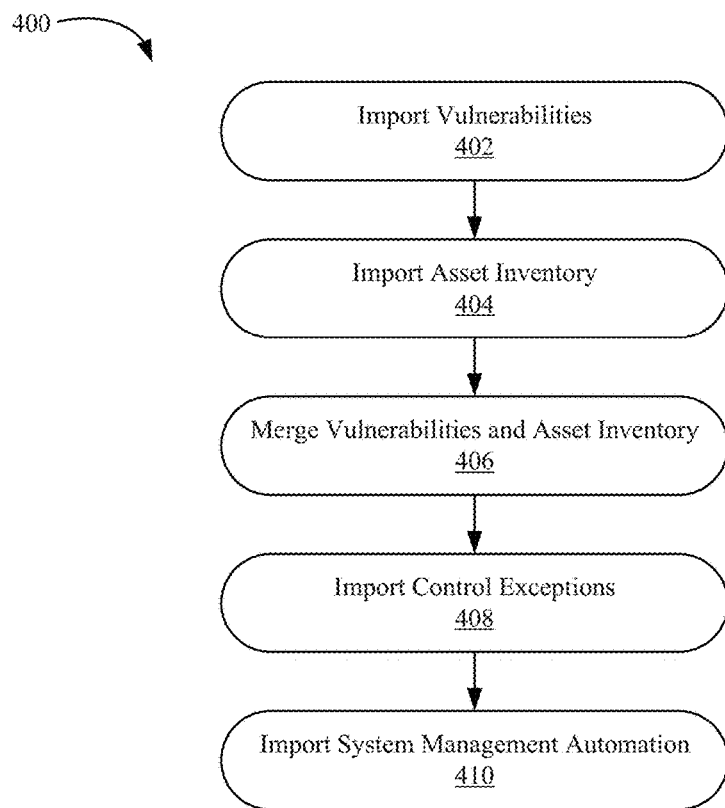 400
Import Vulnerabilities
402
Import Asset Inventory
404
Merge Vulnerabilities and Asset Inventory
406
Import Control Exceptions
408
Import System Management Automation
410